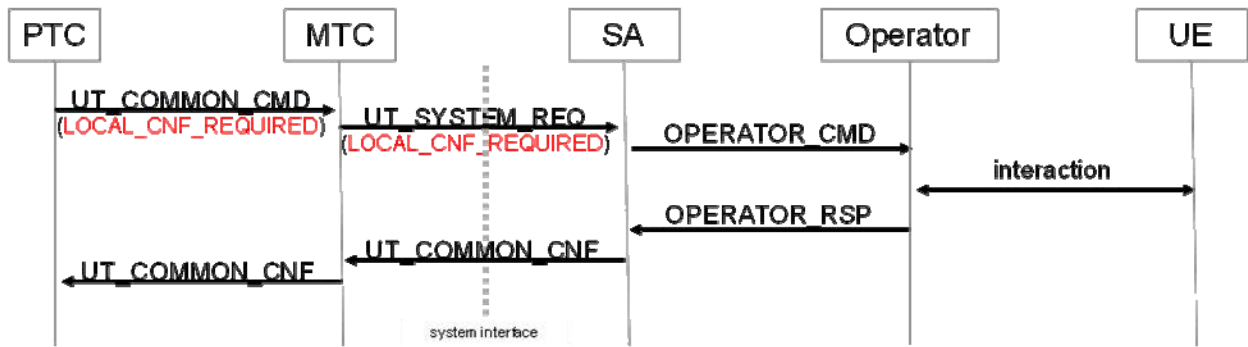 PTC
MTC
SA
Operator
UE
UT_COMMON_CMD
(LOCAL_CNF_REQUIRED)
UT_SYSTEM_REQ
(LOCAL_CNF_REQUIRED)
OPERATOR_CMD
interaction
OPERATOR_RSP
UT_COMMON_CNF
UT_COMMON_CNF
system interface